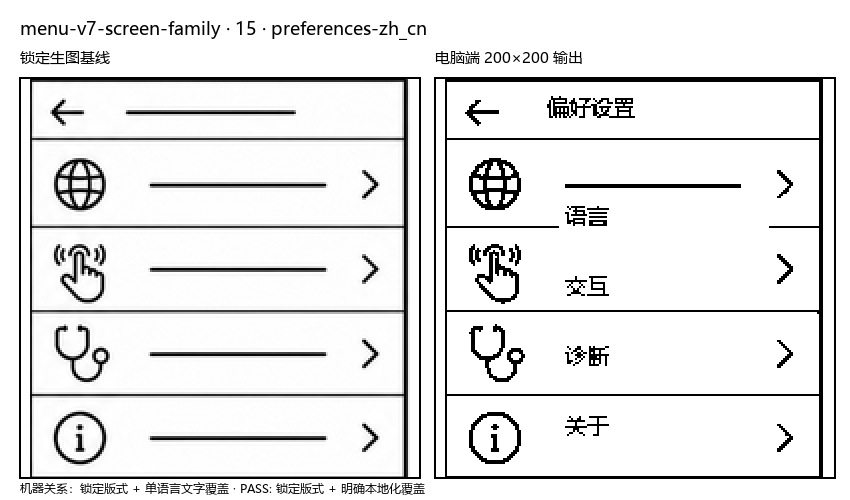 menu-v7-screen-family · 15 · preferences-zh_cn
锁定生图基线
电脑端 200×200 输出
偏好设置
语言
交互
诊断
关于
机器关系：锁定版式 + 单语言文字覆盖 · PASS: 锁定版式 + 明确本地化覆盖